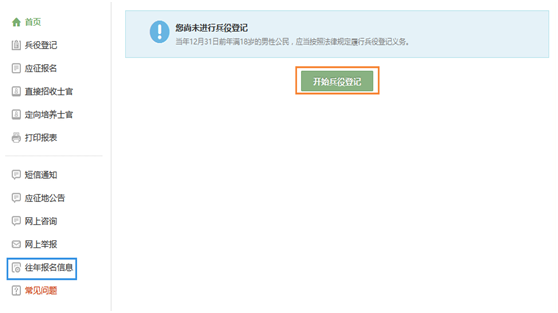 首页
兵役登记
应征报名
直接招收士官
定向培养士官
打印报表
短信通知
应征地公告
网上咨询
网上举报
往年报名信息
常见问题
您尚未进行兵役登记
当年12月31日前年满18岁的男性公民，应当按照法律规定履行兵役登记义务。
开始兵役登记